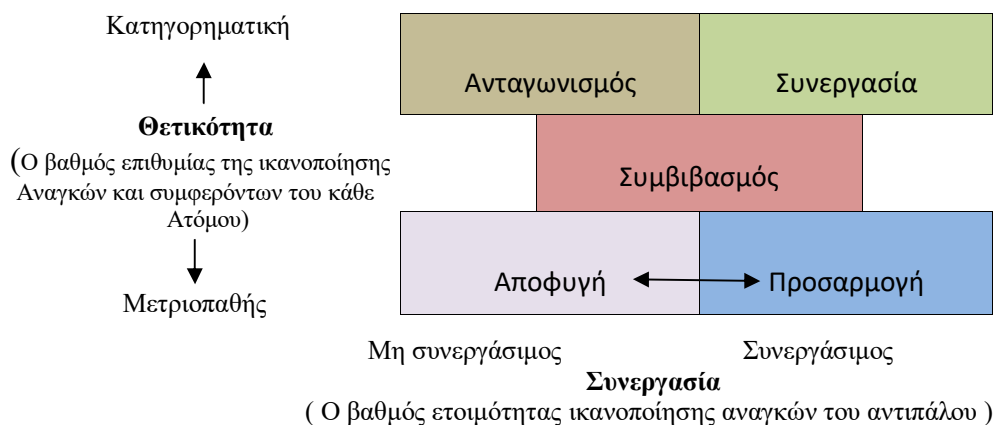 Κατηγορηματική
Ανταγωνισμός
Συνεργασία
Θετικότητα
(Ο βαθμός επιθυμίας της ικανοποίησης
Αναγκών και συμφερόντων του κάθε
Ατόμου)
Συμβιβασμός
Αποφυγή
Προσαρμογή
Μετριοπαθής
Μη συνεργάσιμος
Συνεργάσιμος
Συνεργασία
( Ο βαθμός ετοιμότητας ικανοποίησης αναγκών του αντιπάλου )